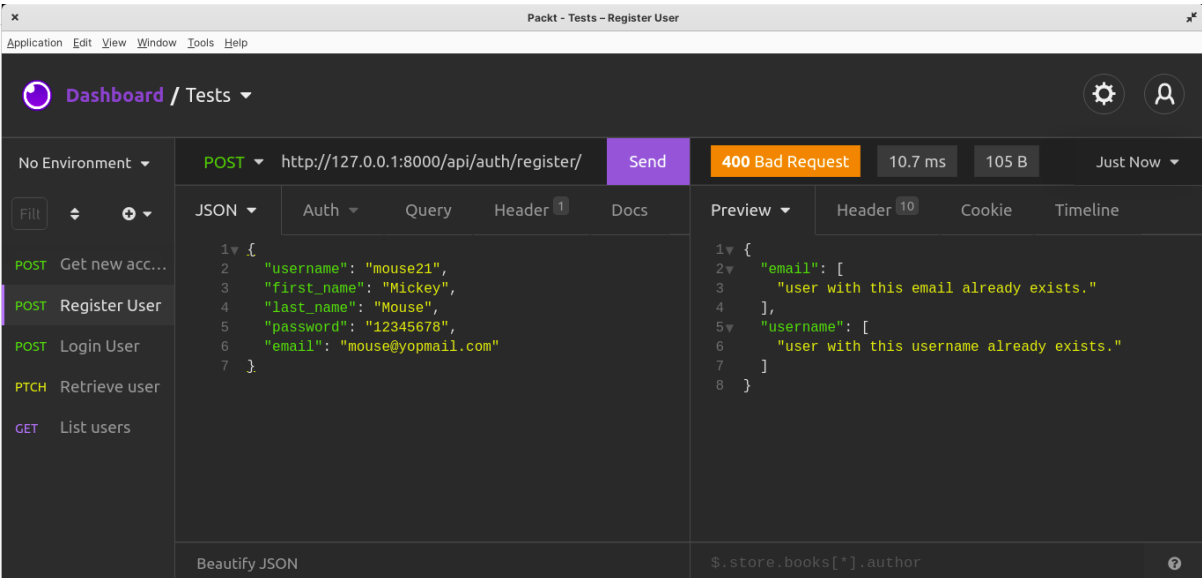 Packt - Tests – Register User
Application Edit View Window Tools Help
Dashboard / Tests
No Environment
POST http://127.0.0.1:8000/api/auth/register/ Send
400 Bad Request 10.7 ms 105 B Just Now
Filt
JSON Auth Query Header 1 Docs
Preview Header 10 Cookie Timeline
POST Get new acc...
POST Register User
POST Login User
PTCH Retrieve user
GET List users
1 {
2 "username": "mouse21",
3 "first_name": "Mickey",
4 "last_name": "Mouse",
5 "password": "12345678",
6 "email": "mouse@yopmail.com"
7 }
1 {
2 "email": [
3 "user with this email already exists."
4 ],
5 "username": [
6 "user with this username already exists."
7 ]
8 }
Beautify JSON
$.store.books[*].author